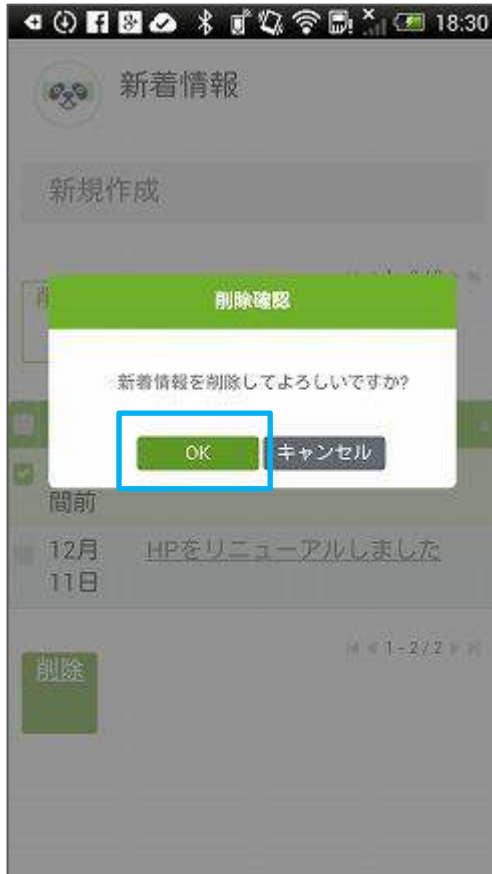 18:30
新着情報
新規作成
削除確認
新着情報を削除してよろしいですか?
OK
キャンセル
間前
12月
11日
HPをリニューアルしました
1 - 2 / 2
削除